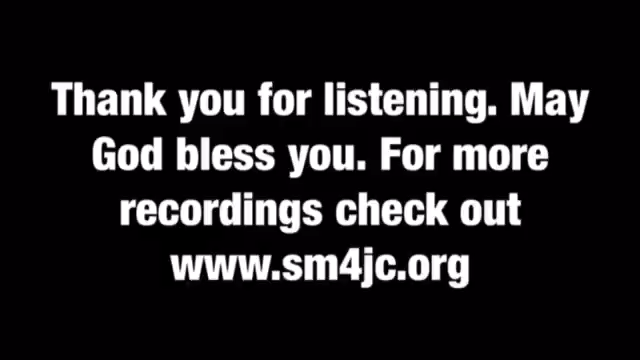 Thank you for listening. May
God bless you. For more
recordings check out
www.sm4jc.org